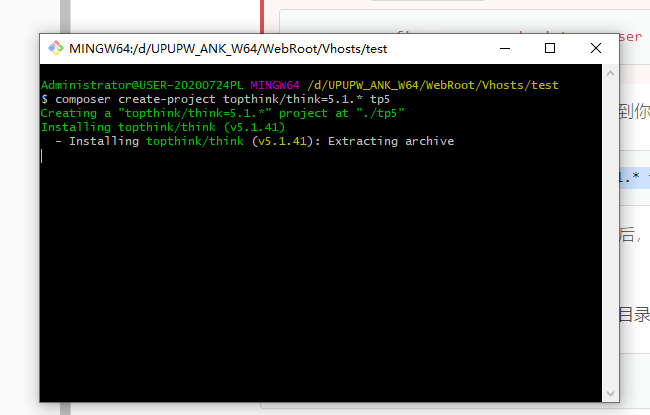 ser
MINGW64:/d/UPUPW_ANK_W64/WebRoot/Vhosts/test
Administrator@USER-20200724PL MINGW64 /d/UPUPW_ANK_W64/WebRoot/Vhosts/test
$ composer create-project topthink/think=5.1.* tp5
Creating a "topthink/think=5.1.*" project at "./tp5"
到你
Installing topthink/think (v5.1.41)
- Installing topthink/think (v5.1.41): Extracting archive
1.* t
后，
目录